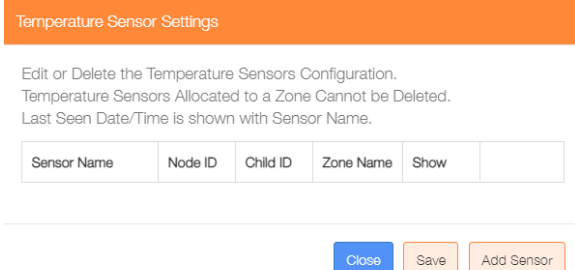 Temperature Sensor Settings
Edit or Delete the Temperature Sensors Configuration.
Temperature Sensors Allocated to a Zone Cannot be Deleted.
Last Seen Date/Time is shown with Sensor Name.
Sensor Name Node ID Child ID Zone Name Show
Close Save Add Sensor